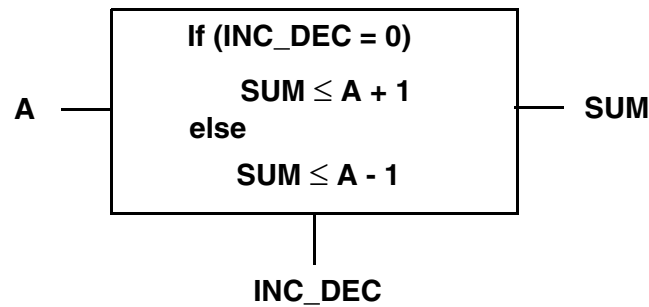 If (INC_DEC = 0)
SUM ≤ A + 1
A
SUM
else
SUM ≤ A - 1
INC_DEC